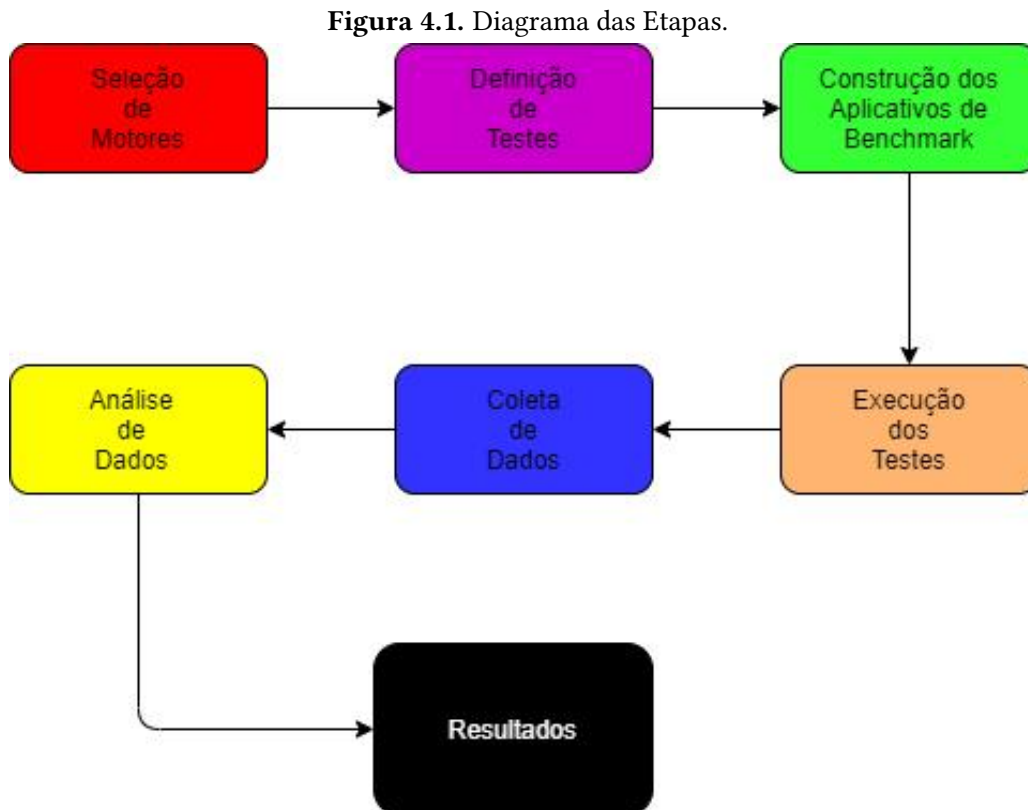 Figura 4.1. Diagrama das Etapas.
Seleção
de
Motores
Definição
de
Testes
Construção dos
Aplicativos de
Benchmark
Execução
dos
Testes
Coleta
de
Dados
Análise
de
Dados
Resultados